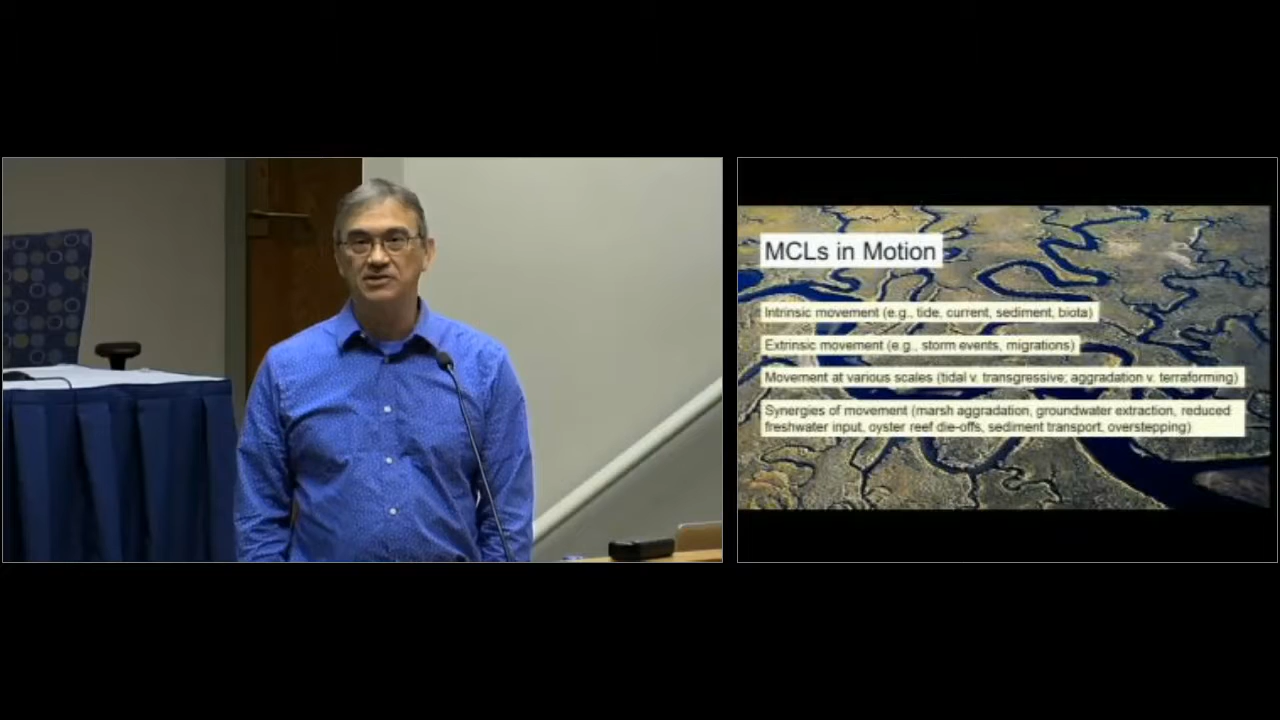 MCLs in Motion
Intrinsic movement (e.g., tide, current, sediment, biota)
Extrinsic movement (e.g., storm events, migrations)
Movement at various scales (tidal v. transgressive; aggradation v. terraforming)
Synergies of movement (marsh aggradation, groundwater extraction, reduced
freshwater input, oyster reef die-offs, sediment transport, overstepping)